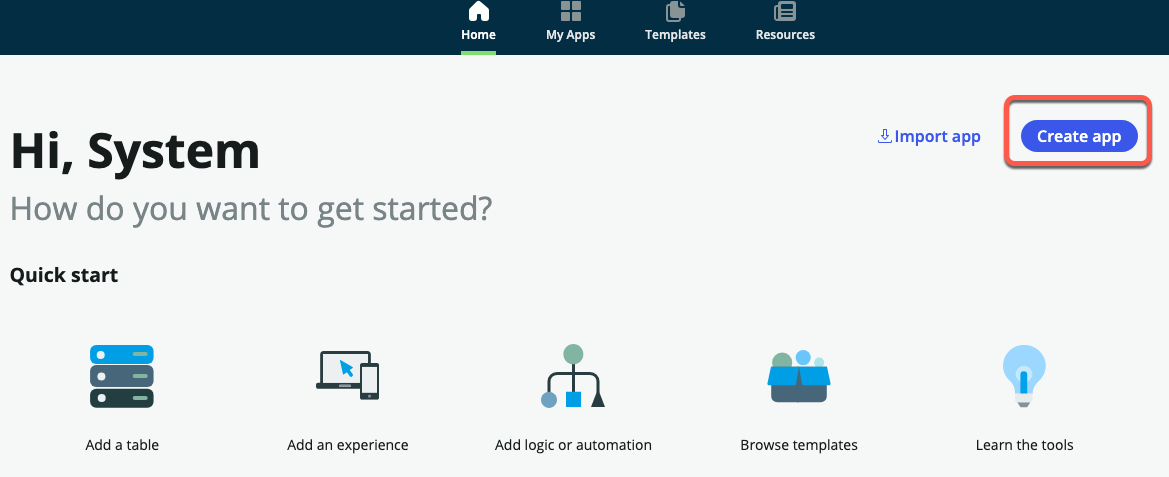 Home My Apps Templates Resources
Hi, System
Import app Create app
How do you want to get started?
Quick start
Add a table Add an experience Add logic or automation Browse templates Learn the tools